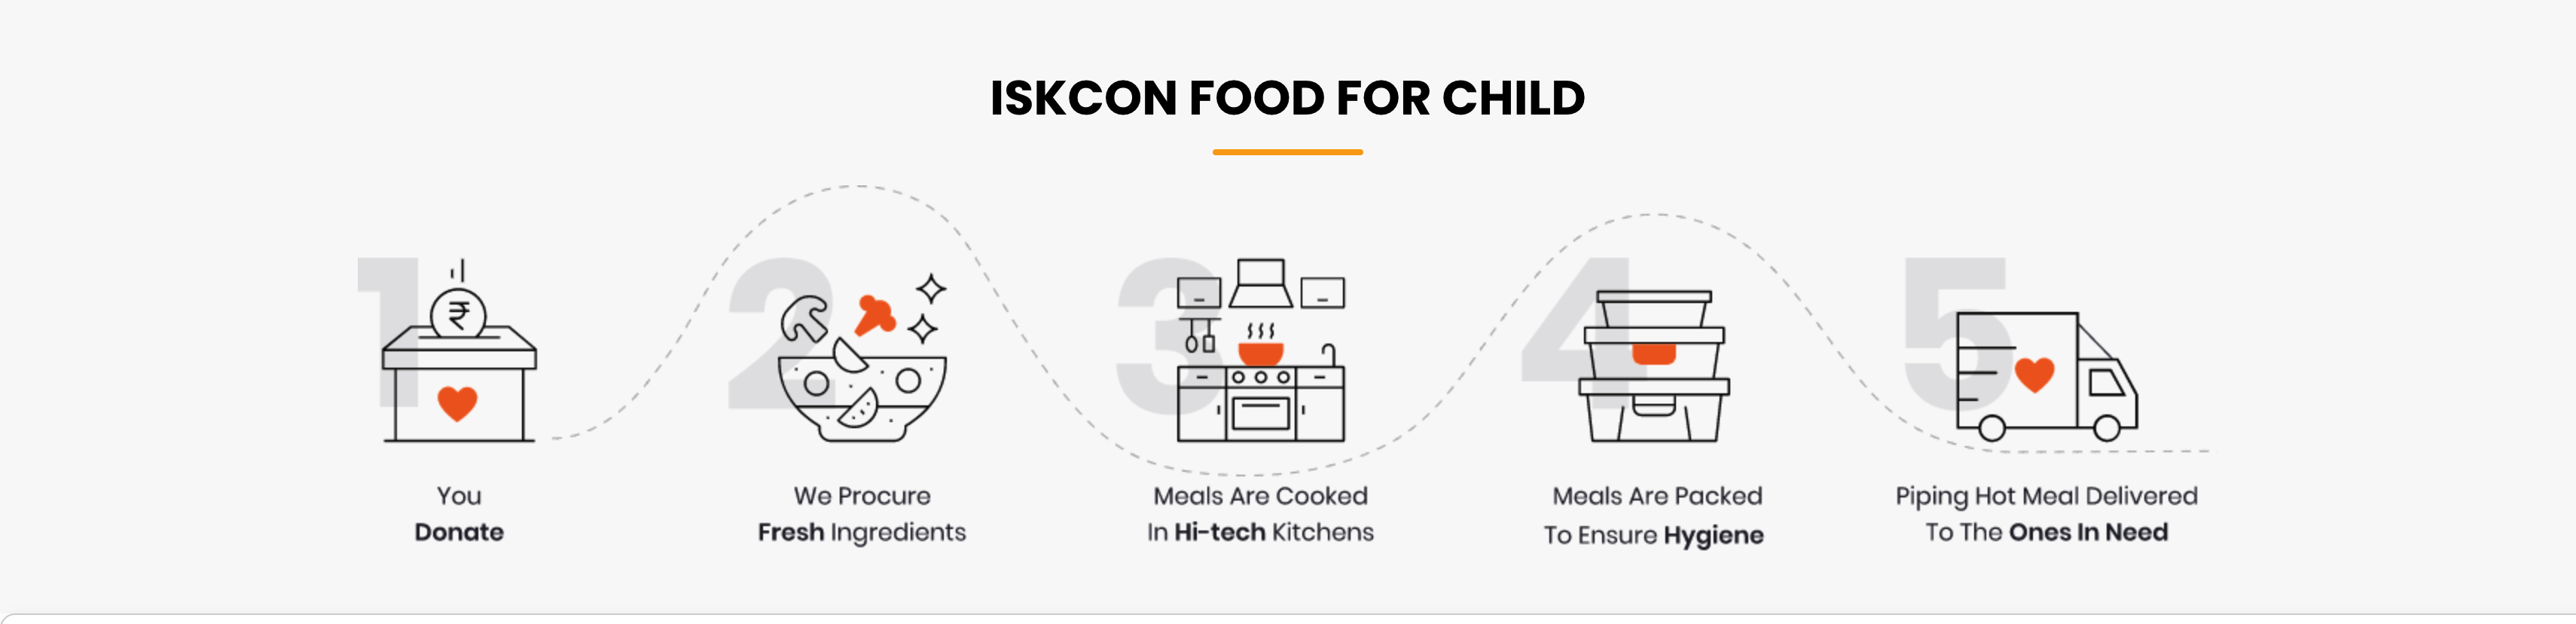 ISKCON FOOD FOR CHILD
1
₹
You
Donate
2
We Procure
Fresh Ingredients
3
Meals Are Cooked
In Hi-tech Kitchens
4
Meals Are Packed
To Ensure Hygiene
5
Piping Hot Meal Delivered
To The Ones In Need